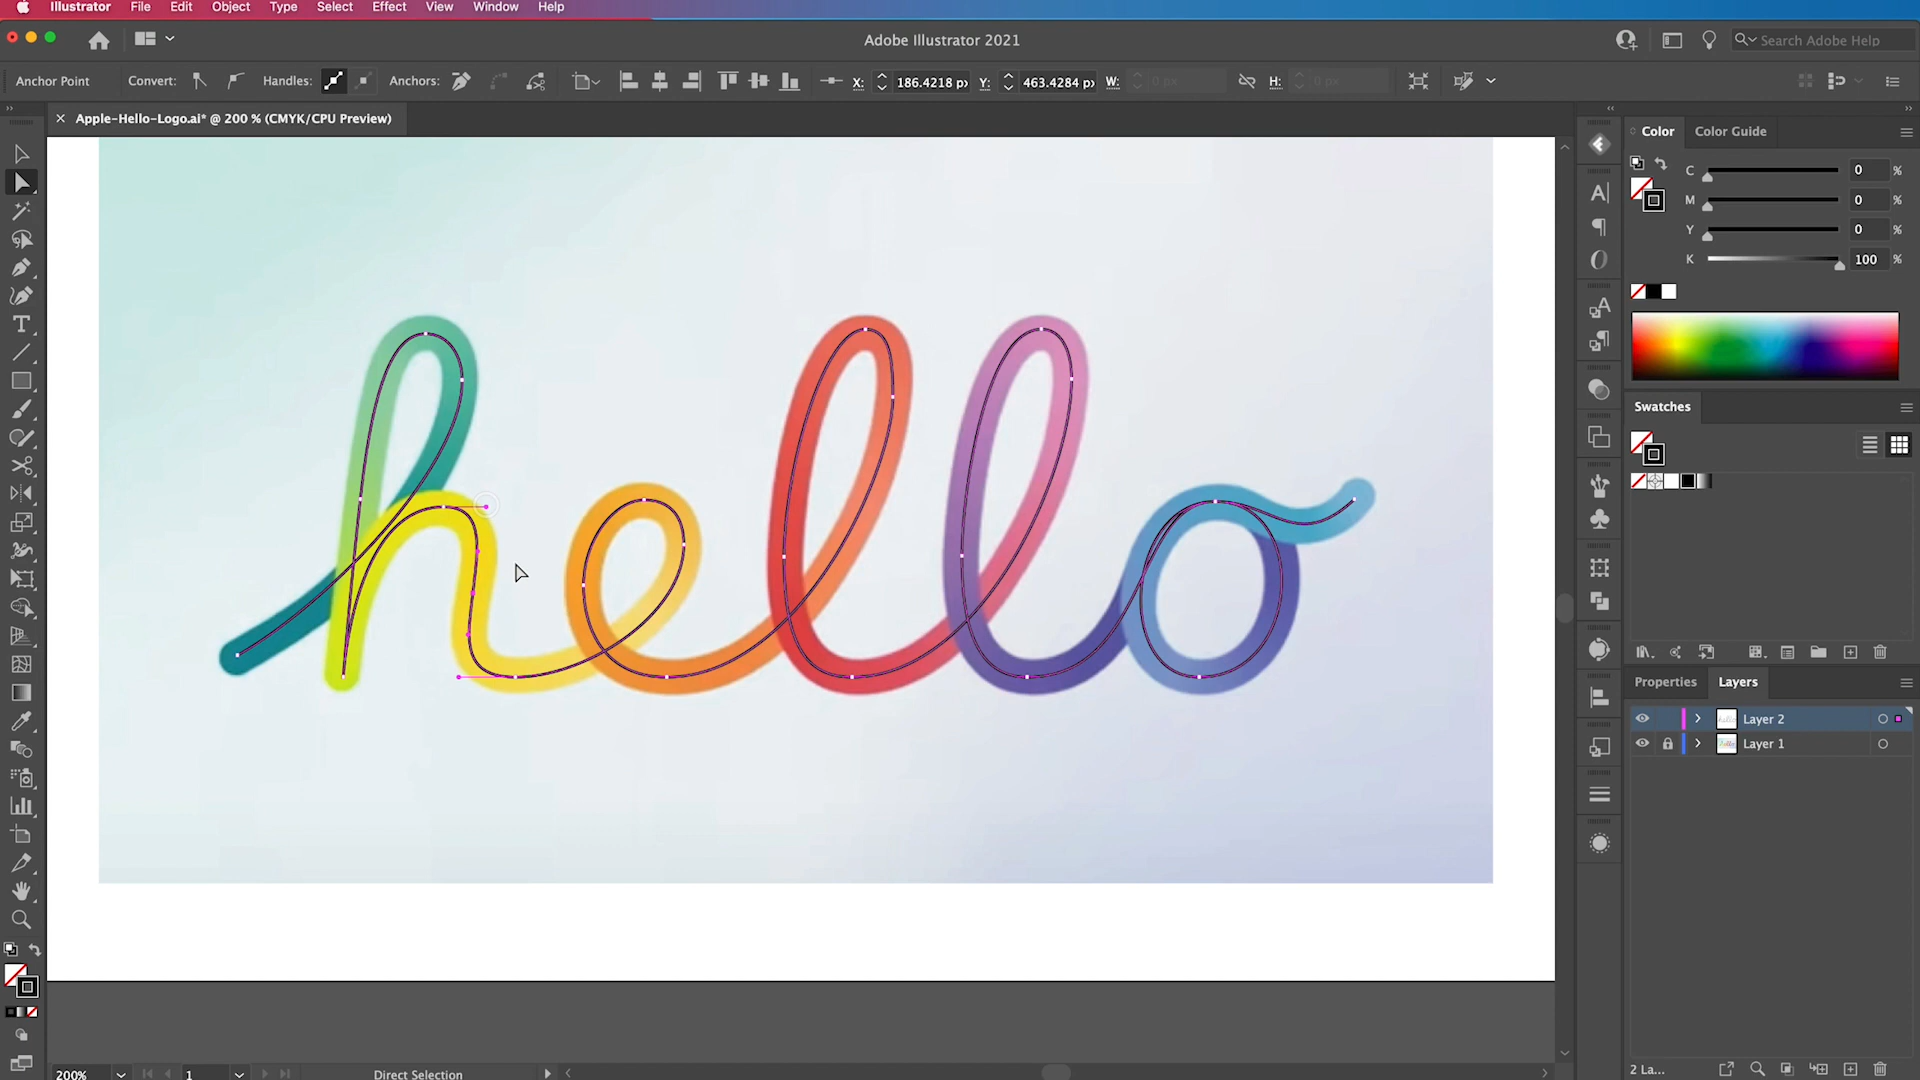 Illustrator File Edit Object Type Select Effect View Window Help
Adobe Illustrator 2021
Search Adobe Help
Anchor Point Convert: Handles: Anchors: X: 186.4218 px Y: 463.4284 px W: 0 px H: 0 px
Apple-Hello-Logo.ai* @ 200 % (CMYK/CPU Preview)
Color Color Guide
C 0 %
M 0 %
Y 0 %
K 100 %
hello
Swatches
Properties Layers
Layer 2
Layer 1
200% 1 Direct Selection
2 La...